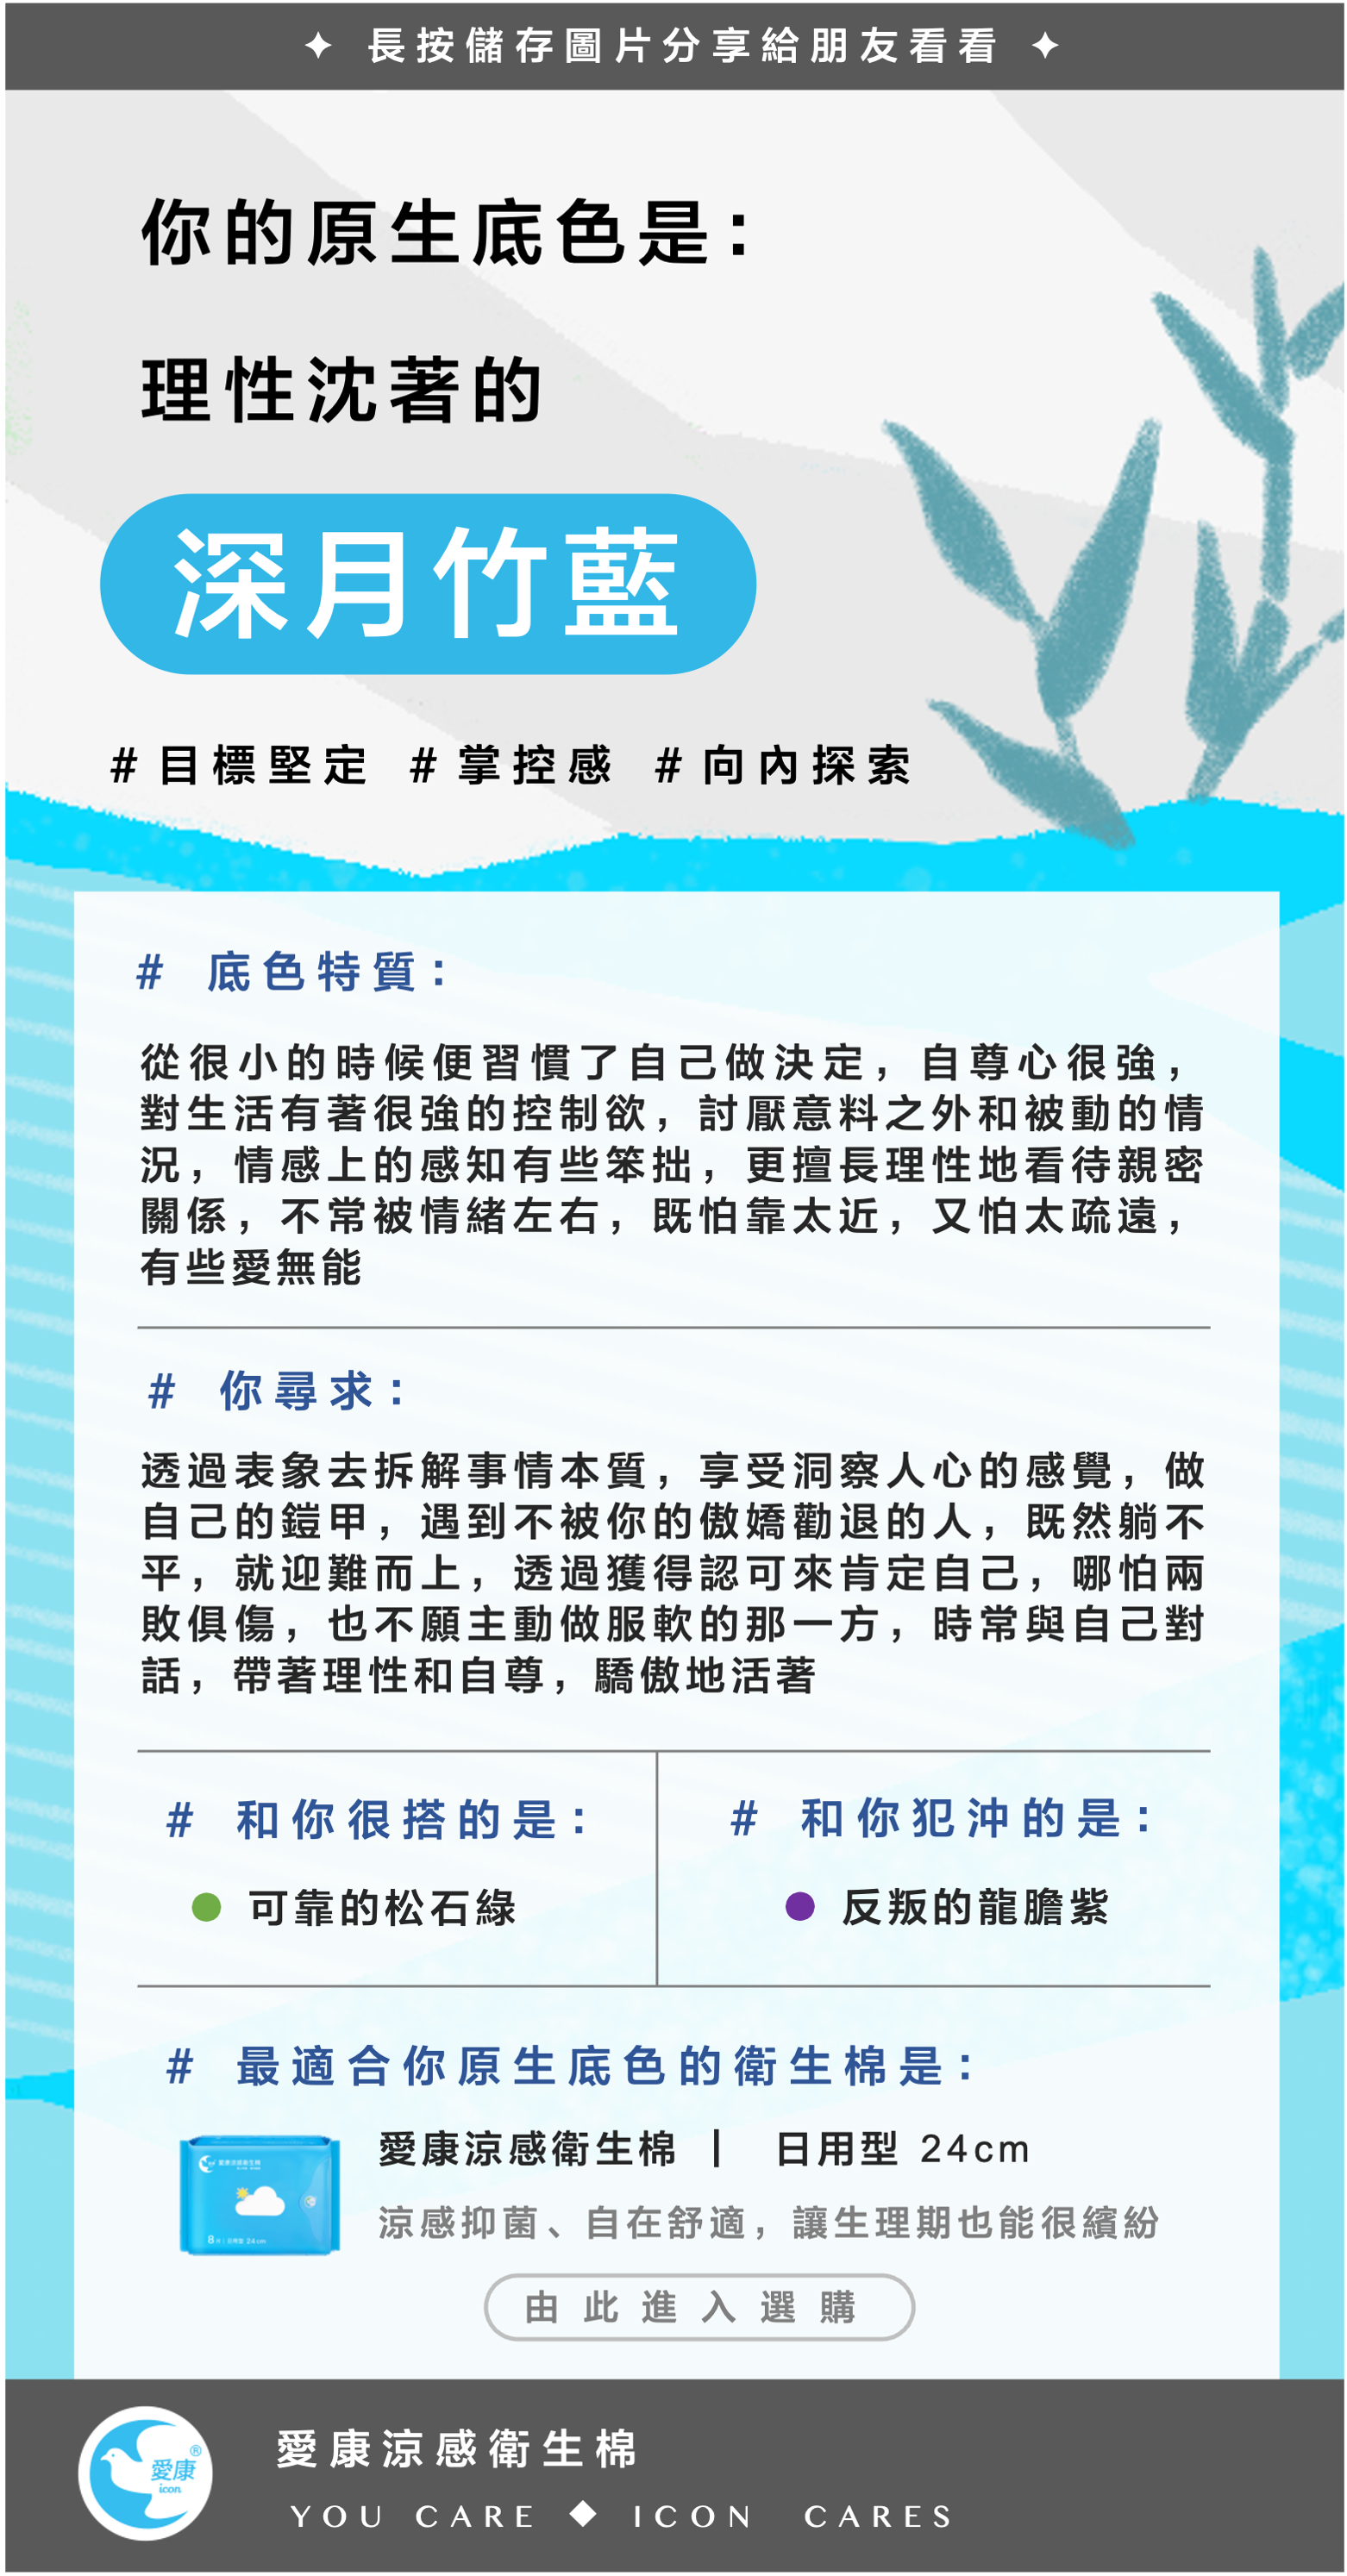 ✦ 長按儲存圖片分享給朋友看看 ✦
你的原生底色是：
理性沈著的
深月竹藍
# 目標堅定 # 掌控感 # 向內探索
# 底色特質：
從很小的時候便習慣了自己做決定，自尊心很強，
對生活有著很強的控制欲，討厭意料之外和被動的情
況，情感上的感知有些笨拙，更擅長理性地看待親密
關係，不常被情緒左右，既怕靠太近，又怕太疏遠，
有些愛無能
# 你尋求：
透過表象去拆解事情本質，享受洞察人心的感覺，做
自己的鎧甲，遇到不被你的傲嬌勸退的人，既然躺不
平，就迎難而上，透過獲得認可來肯定自己，哪怕兩
敗俱傷，也不願主動做服軟的那一方，時常與自己對
話，帶著理性和自尊，驕傲地活著
# 和你很搭的是：
可靠的松石綠
# 和你犯沖的是：
反叛的龍膽紫
# 最適合你原生底色的衛生棉是：
愛康涼感衛生棉
8片 | 日用型 24cm
愛康涼感衛生棉 | 日用型 24cm
涼感抑菌、自在舒適，讓生理期也能很繽紛
由此進入選購
愛康®
icon
愛康涼感衛生棉
YOU CARE ◆ ICON CARES